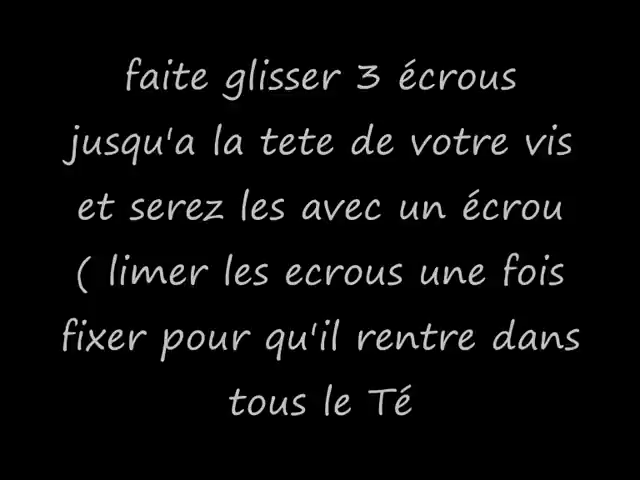 faite glisser 3 écrous
jusqu'a la tete de votre vis
et serez les avec un écrou
( limer les ecrous une fois
fixer pour qu'il rentre dans
tous le Té